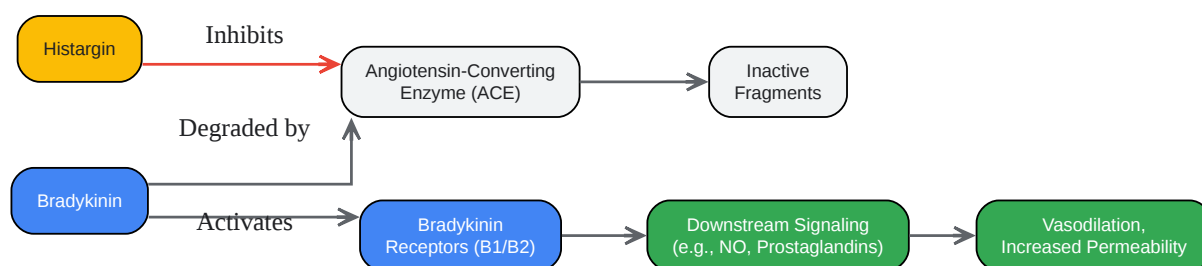 Histargin
Inhibits
Angiotensin-Converting
Enzyme (ACE)
Inactive
Fragments
Degraded by
Bradykinin
Activates
Bradykinin
Receptors (B1/B2)
Downstream Signaling
(e.g., NO, Prostaglandins)
Vasodilation,
Increased Permeability